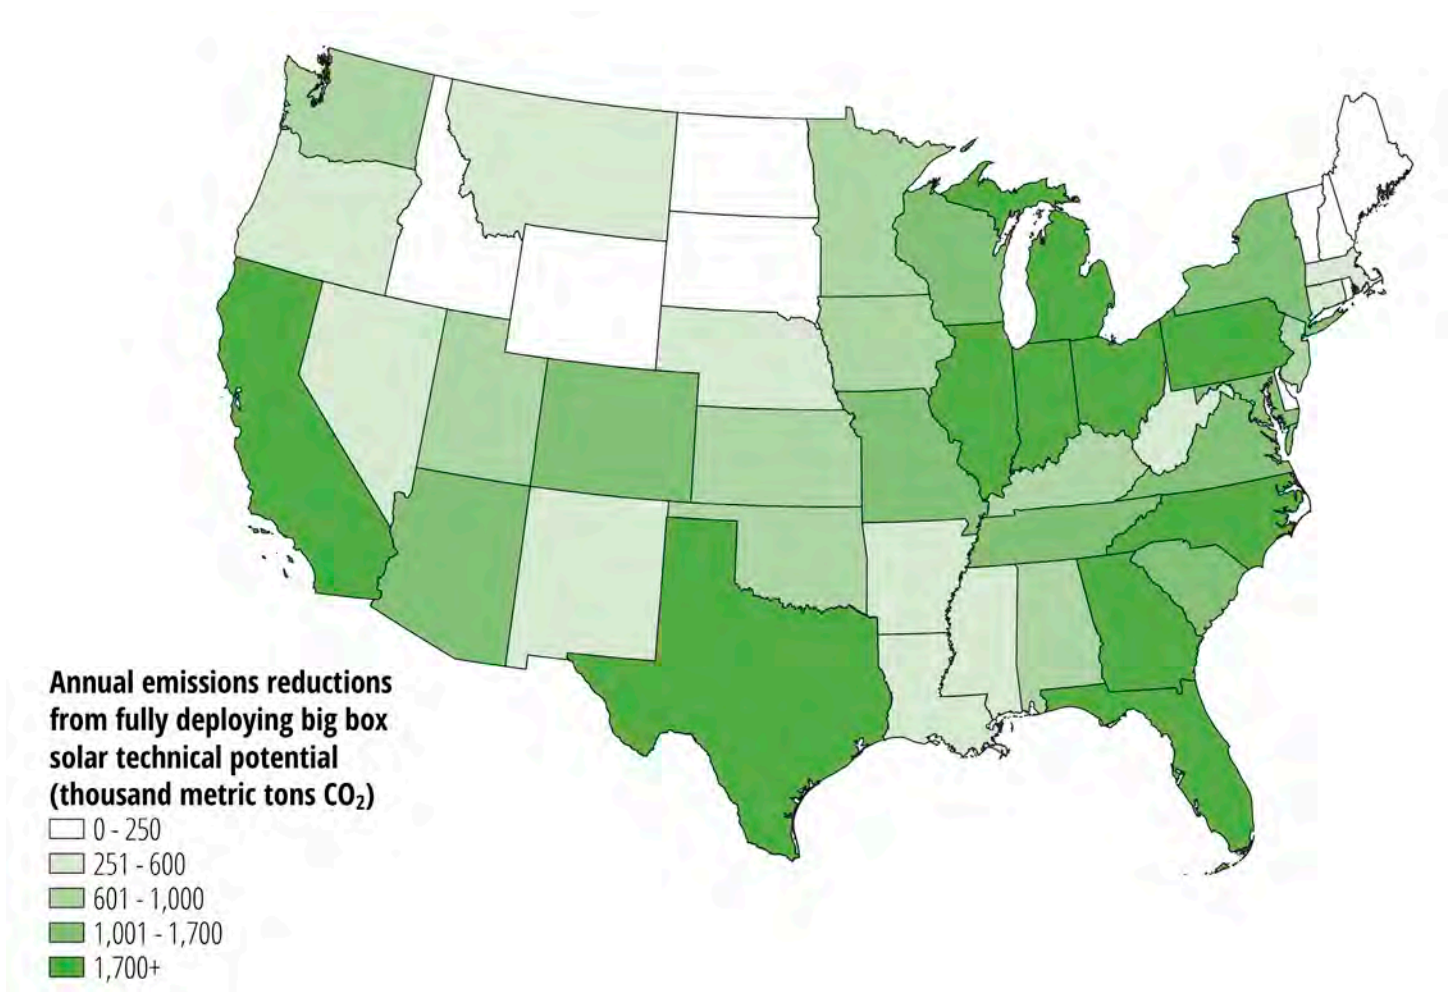 Annual emissions reductions
from fully deploying big box
solar technical potential
(thousand metric tons CO₂)
0 - 250
251 - 600
601 - 1,000
1,001 - 1,700
1,700+